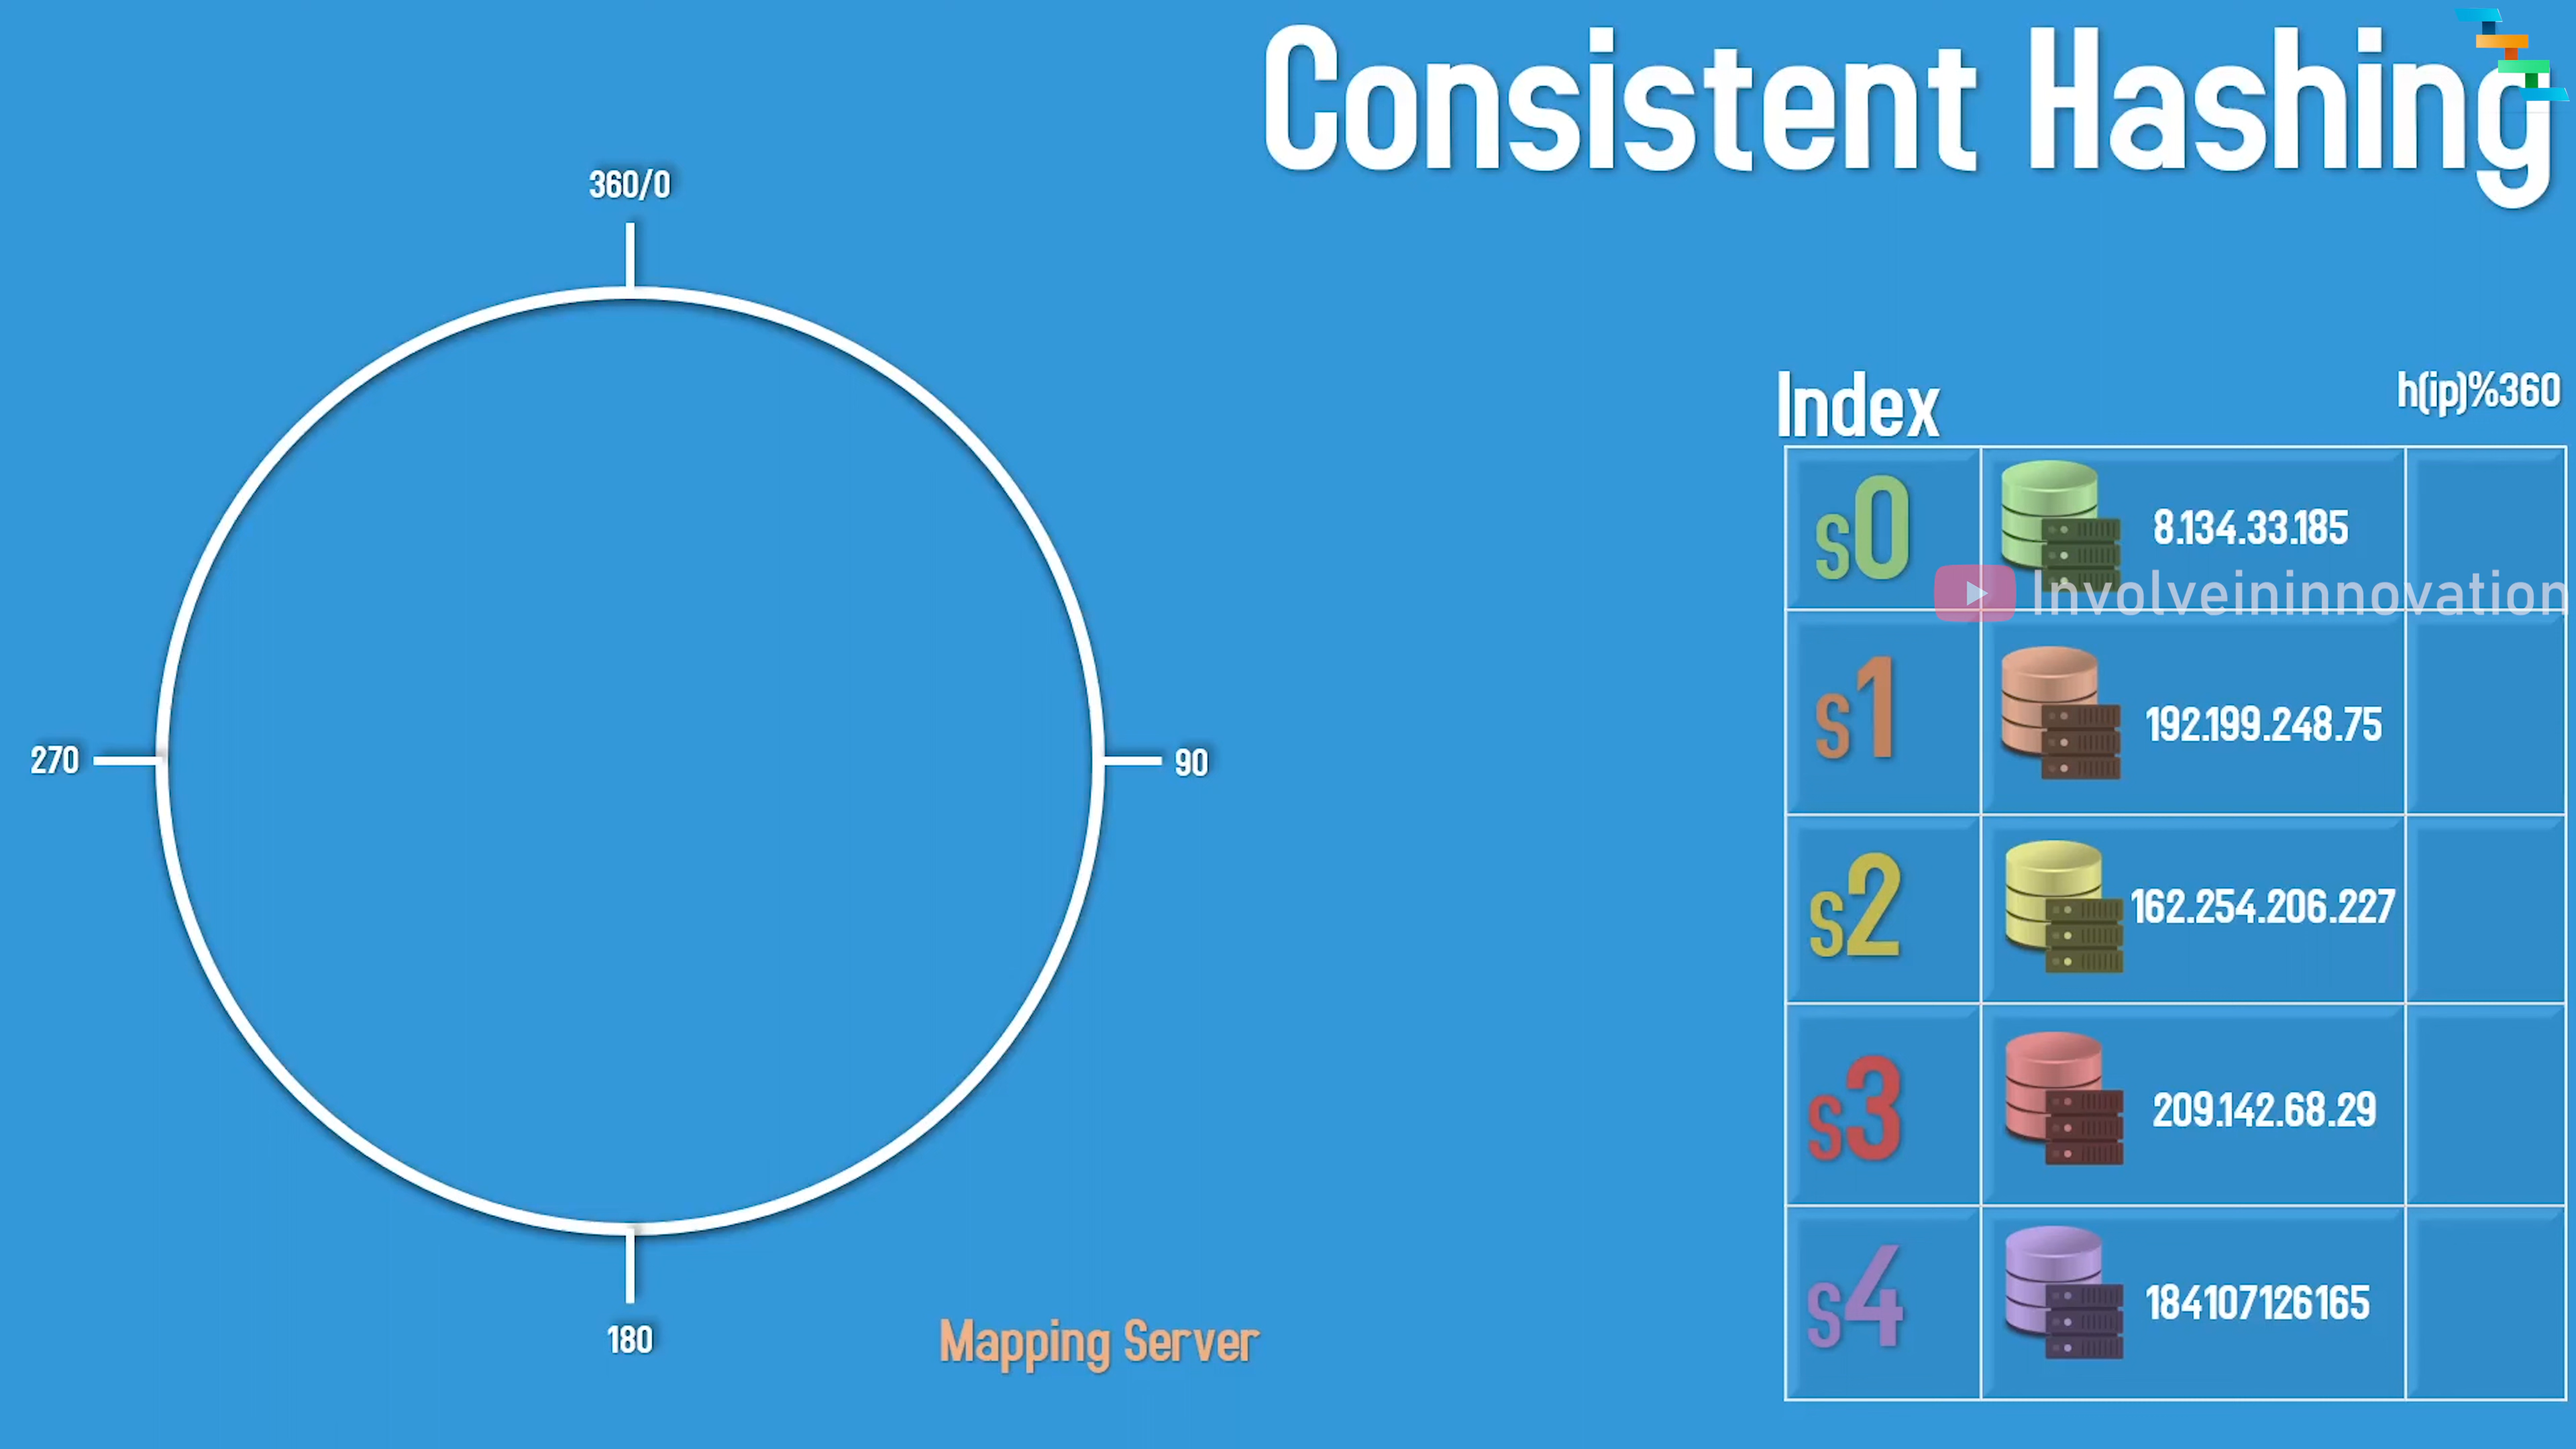 Consistent Hashing
360/0
270
90
180
Mapping Server
Index
h(ip)%360
s0
8.134.33.185
Involveininnovation
s1
192.199.248.75
s2
162.254.206.227
s3
209.142.68.29
s4
184107126165